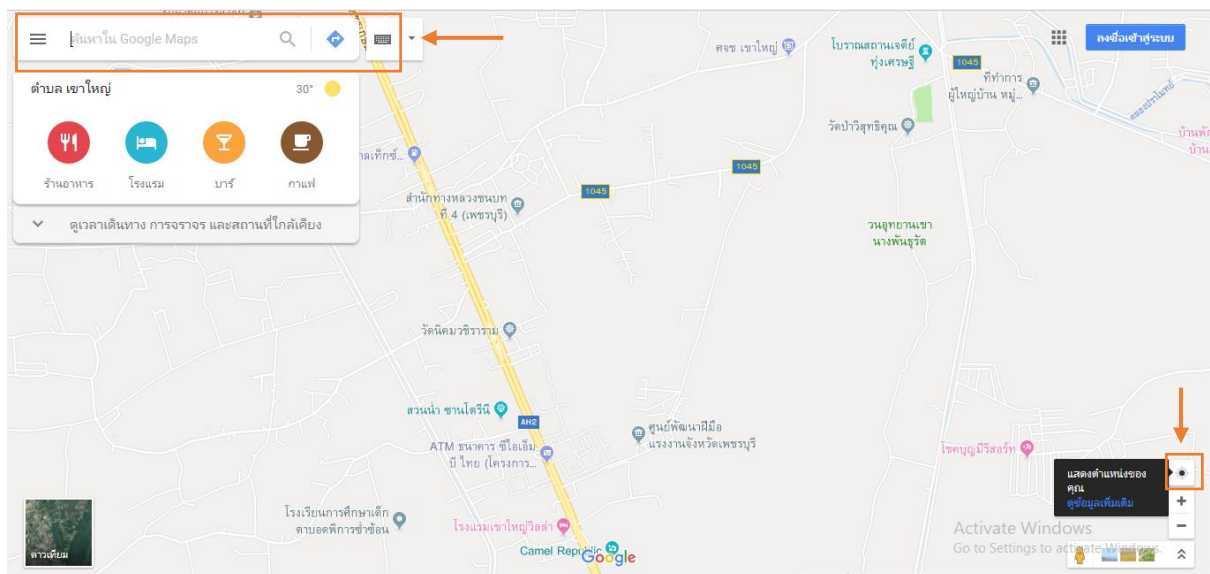 ค้นหาใน Google Maps
ตำบล เขาใหญ่
30°
ร้านอาหาร
โรงแรม
บาร์
กาแฟ
ดูเวลาเดินทาง การจราจร และสถานที่ใกล้เคียง
ศจช เขาใหญ่
โบราณสถานเจดีย์
ทุ่งเศรษฐี
ลงชื่อเข้าสู่ระบบ
1045
ที่ทำการ
ผู้ใหญ่บ้าน หมู่...
วัดป่าวิสุทธิคุณ
คลองปราโมทย์
บ้านพัก
บ้าน
1045
1045
สำนักทางหลวงชนบท
ที่ 4 (เพชรบุรี)
วนอุทยานเขา
นางพันธุรัต
วัดนิคมวชิราราม
สวนน้ำ ซานโตรินี
AH2
ATM ธนาคาร ซีไอเอ็ม
บี ไทย (โครงการ...
ศูนย์พัฒนาฝีมือ
แรงงานจังหวัดเพชรบุรี
โชคบุญมีรีสอร์ท
แสดงตำแหน่งของ
คุณ
ดูข้อมูลเพิ่มเติม
ดาวเทียม
โรงเรียนการศึกษาเด็ก
ตาบอดพิการซ้ำซ้อน
โรงแรมเขาใหญ่วิลล่า
Camel Republic
Google
Activate Windows
Go to Settings to activate Windows.